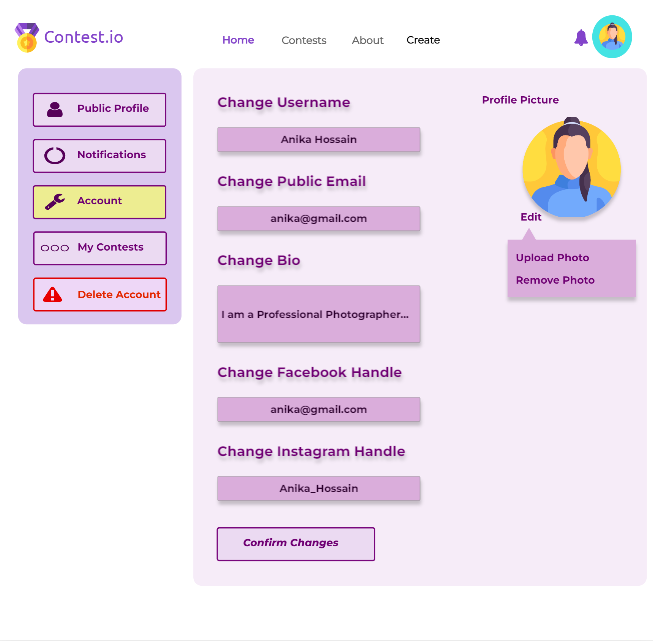 Contest.io
Home Contests About Create
Public Profile
Notifications
Account
My Contests
Delete Account
Change Username
Anika Hossain
Change Public Email
anika@gmail.com
Change Bio
I am a Professional Photographer...
Change Facebook Handle
anika@gmail.com
Change Instagram Handle
Anika_Hossain
Confirm Changes
Profile Picture
Edit
Upload Photo
Remove Photo